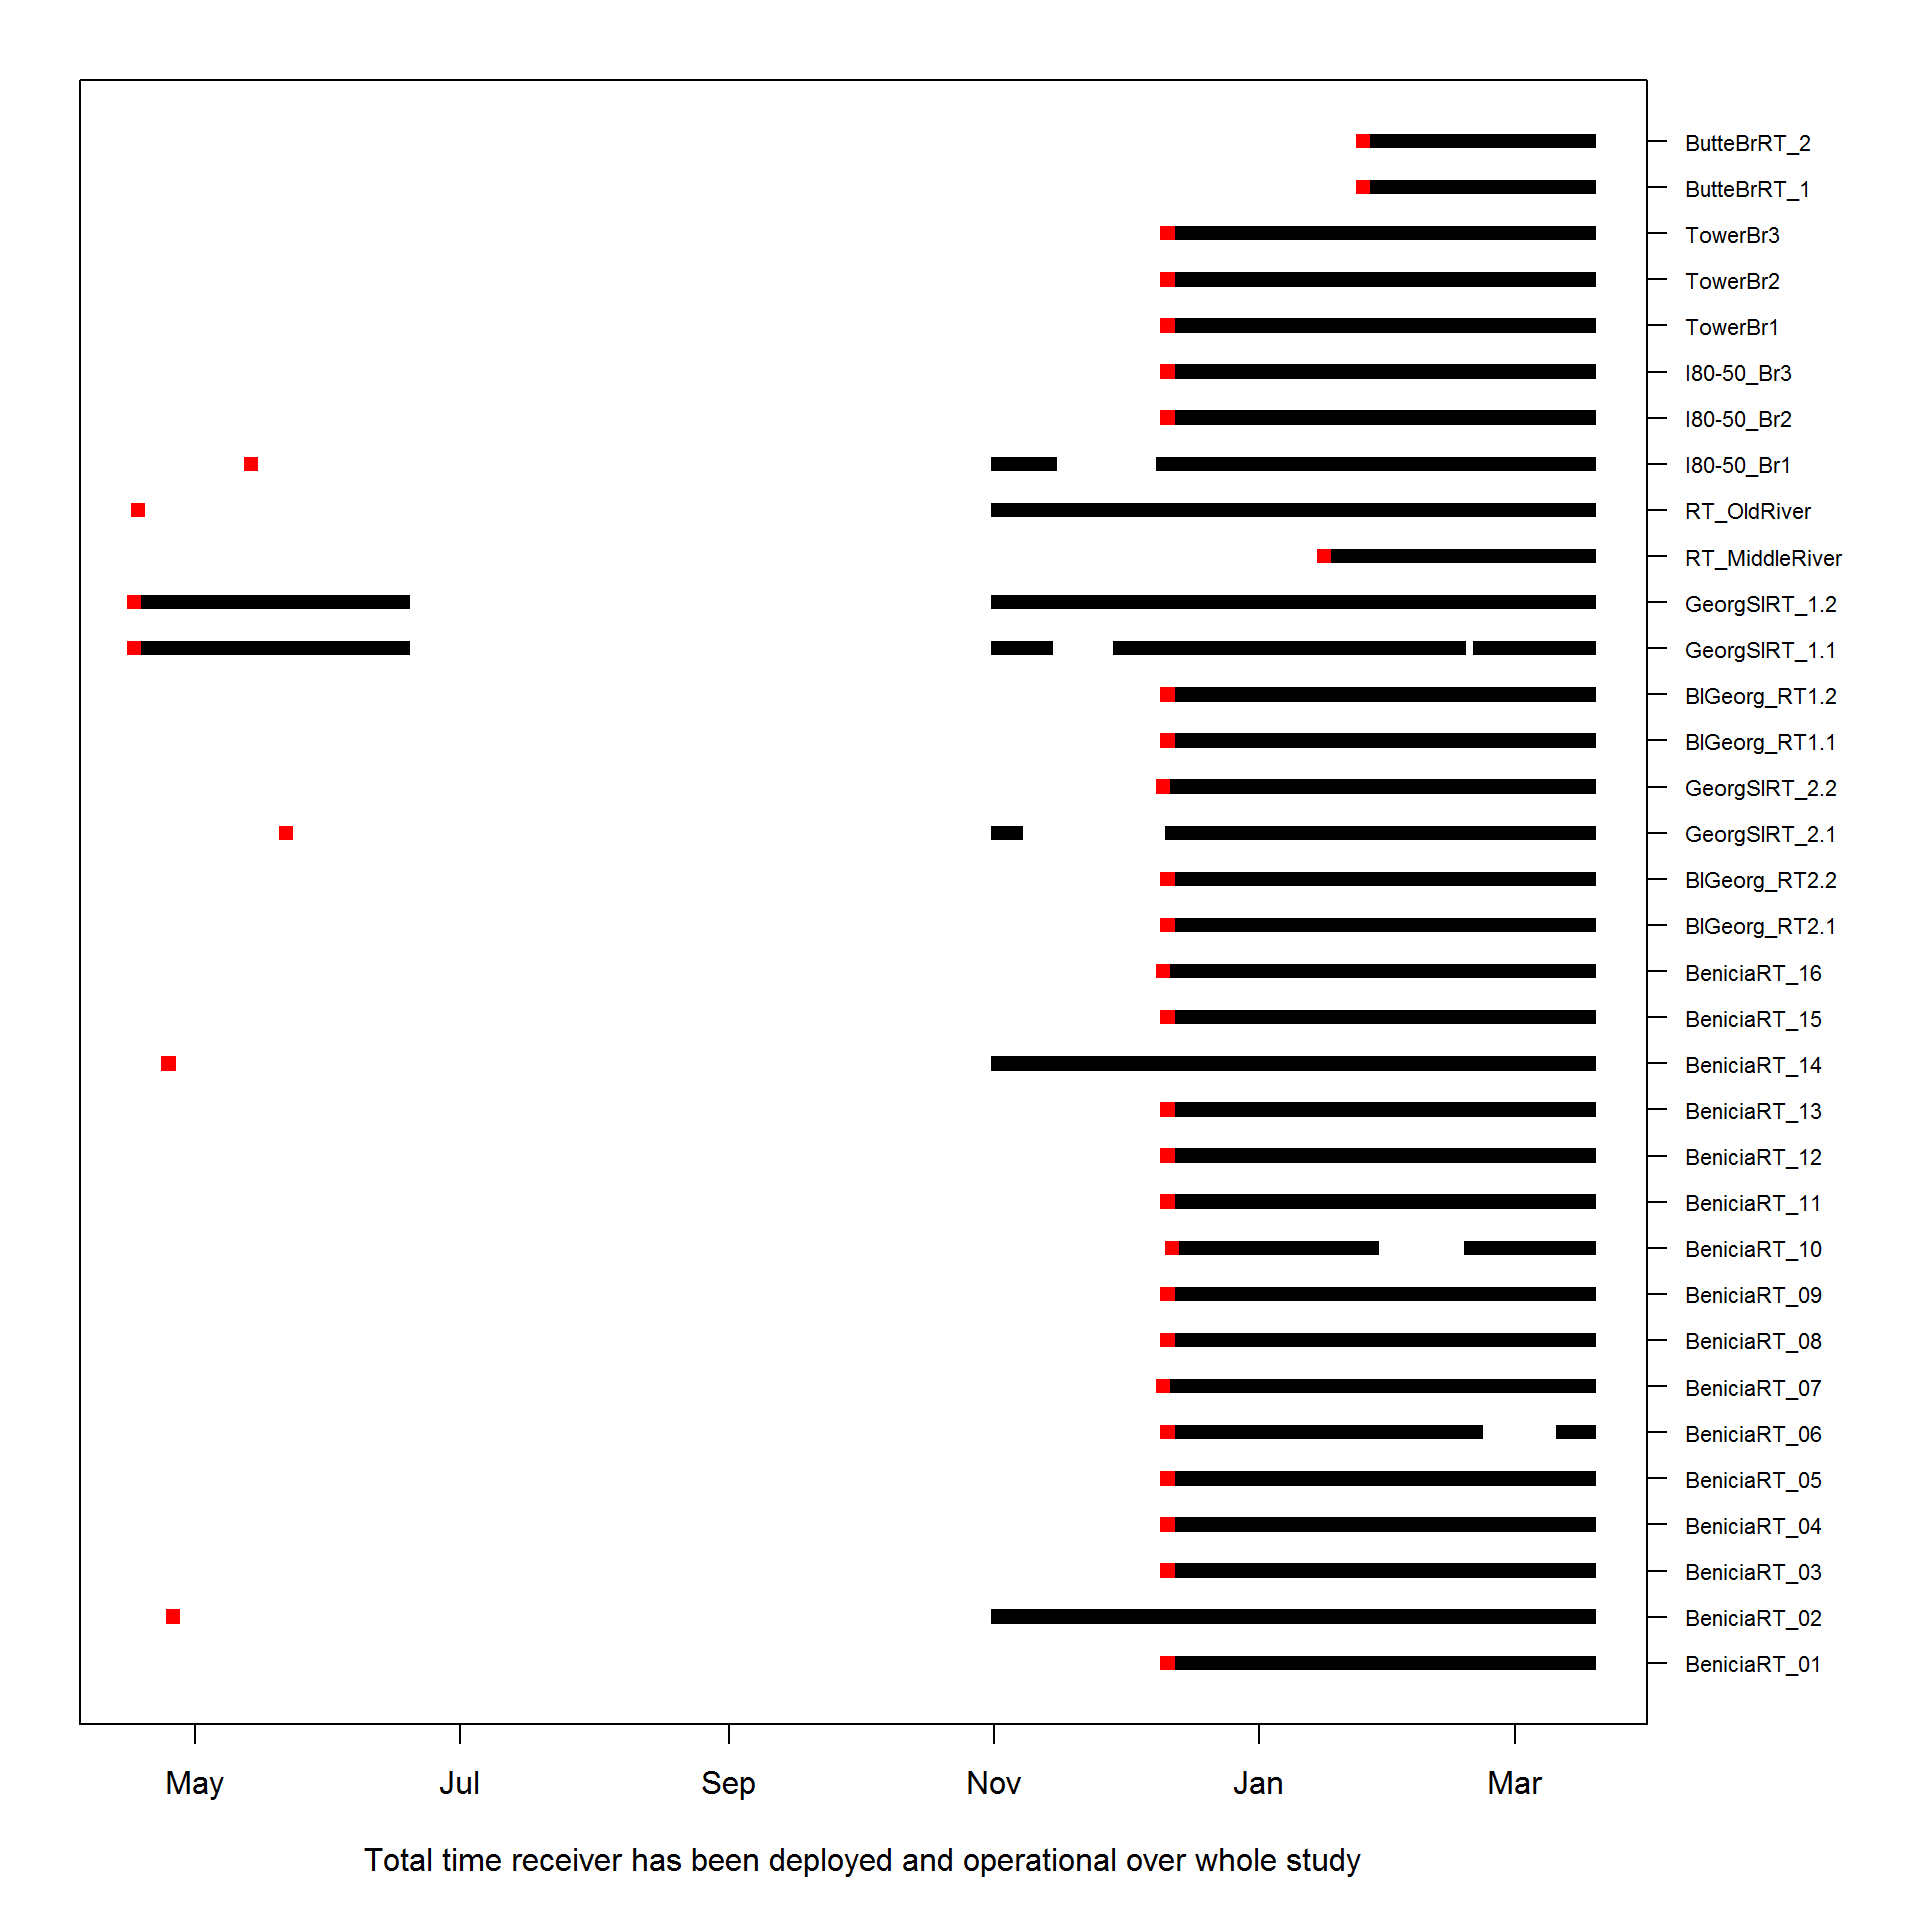 ButteBrRT_2
ButteBrRT_1
TowerBr3
TowerBr2
TowerBr1
I80-50_Br3
I80-50_Br2
I80-50_Br1
RT_OldRiver
RT_MiddleRiver
GeorgSlRT_1.2
GeorgSlRT_1.1
BlGeorg_RT1.2
BlGeorg_RT1.1
GeorgSlRT_2.2
GeorgSlRT_2.1
BlGeorg_RT2.2
BlGeorg_RT2.1
BeniciaRT_16
BeniciaRT_15
BeniciaRT_14
BeniciaRT_13
BeniciaRT_12
BeniciaRT_11
BeniciaRT_10
BeniciaRT_09
BeniciaRT_08
BeniciaRT_07
BeniciaRT_06
BeniciaRT_05
BeniciaRT_04
BeniciaRT_03
BeniciaRT_02
BeniciaRT_01
May Jul Sep Nov Jan Mar
Total time receiver has been deployed and operational over whole study